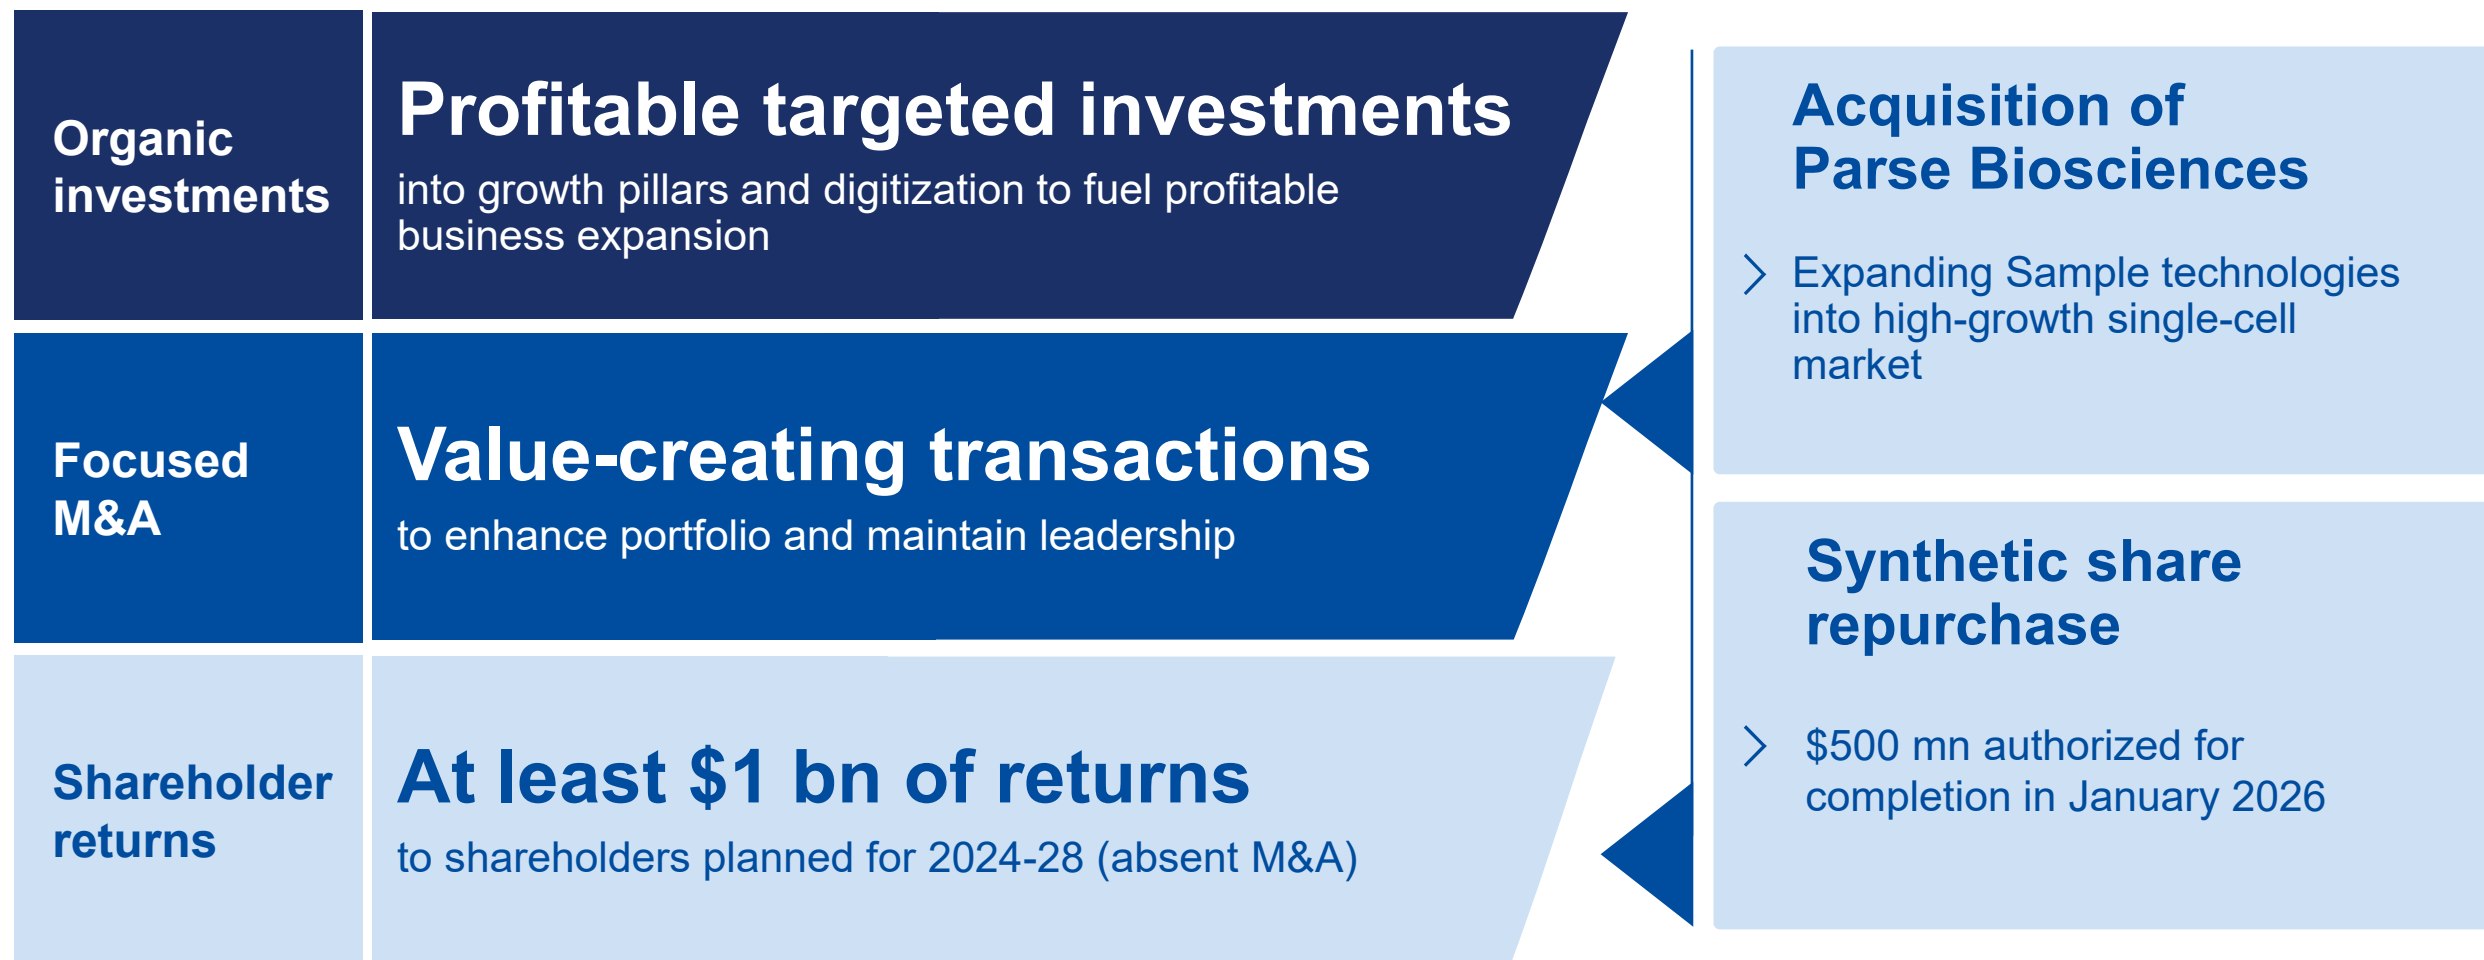 Organic
investments
Profitable targeted investments
into growth pillars and digitization to fuel profitable
business expansion
Focused
M&A
Value-creating transactions
to enhance portfolio and maintain leadership
Shareholder
returns
At least $1 bn of returns
to shareholders planned for 2024-28 (absent M&A)
Acquisition of
Parse Biosciences
Expanding Sample technologies
into high-growth single-cell
market
Synthetic share
repurchase
$500 mn authorized for
completion in January 2026